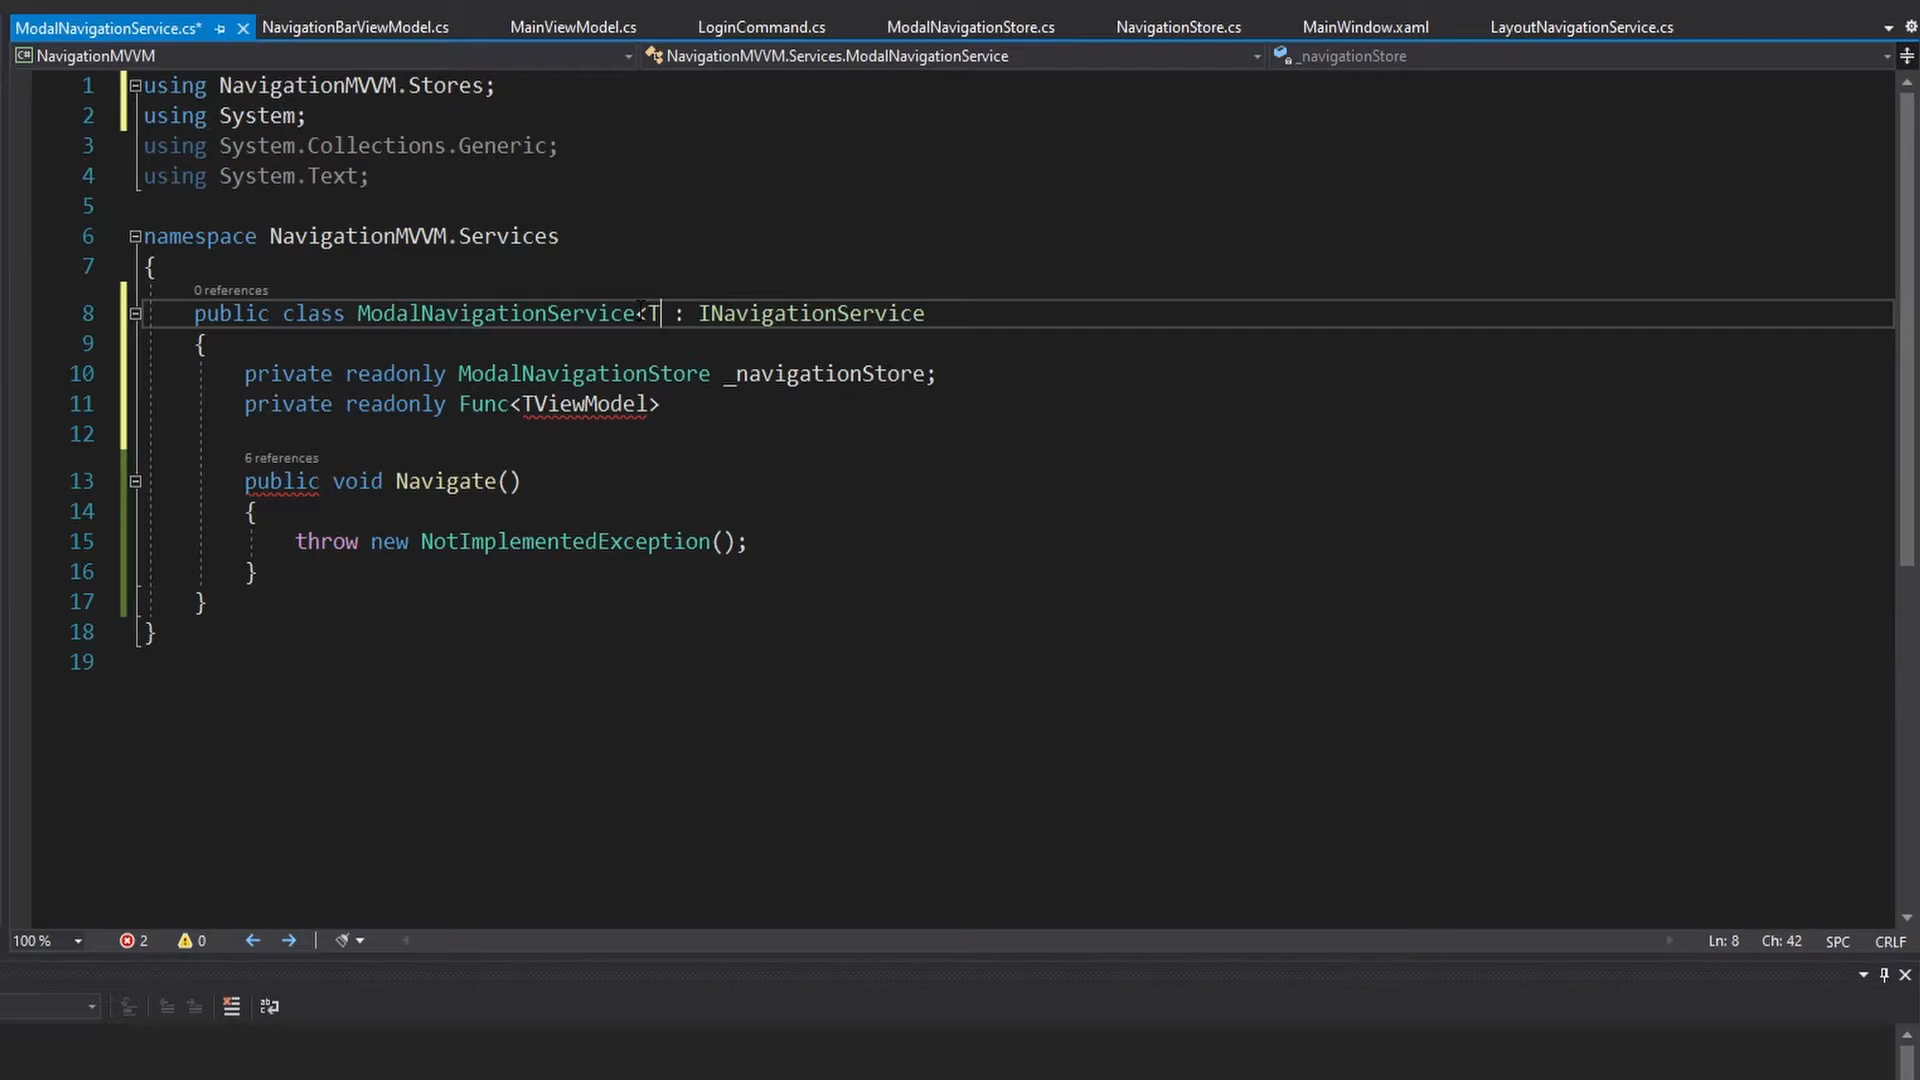 ModalNavigationService.cs* NavigationBarViewModel.cs MainViewModel.cs LoginCommand.cs ModalNavigationStore.cs NavigationStore.cs MainWindow.xaml LayoutNavigationService.cs
C# NavigationMVVM NavigationMVVM.Services.ModalNavigationService _navigationStore
1 using NavigationMVVM.Stores;
2 using System;
3 using System.Collections.Generic;
4 using System.Text;
5
6 namespace NavigationMVVM.Services
7 {
0 references
8 public class ModalNavigationService<T : INavigationService
9 {
10 private readonly ModalNavigationStore _navigationStore;
11 private readonly Func<TViewModel>
12
6 references
13 public void Navigate()
14 {
15 throw new NotImplementedException();
16 }
17 }
18 }
19
100 % 2 0 Ln: 8 Ch: 42 SPC CRLF